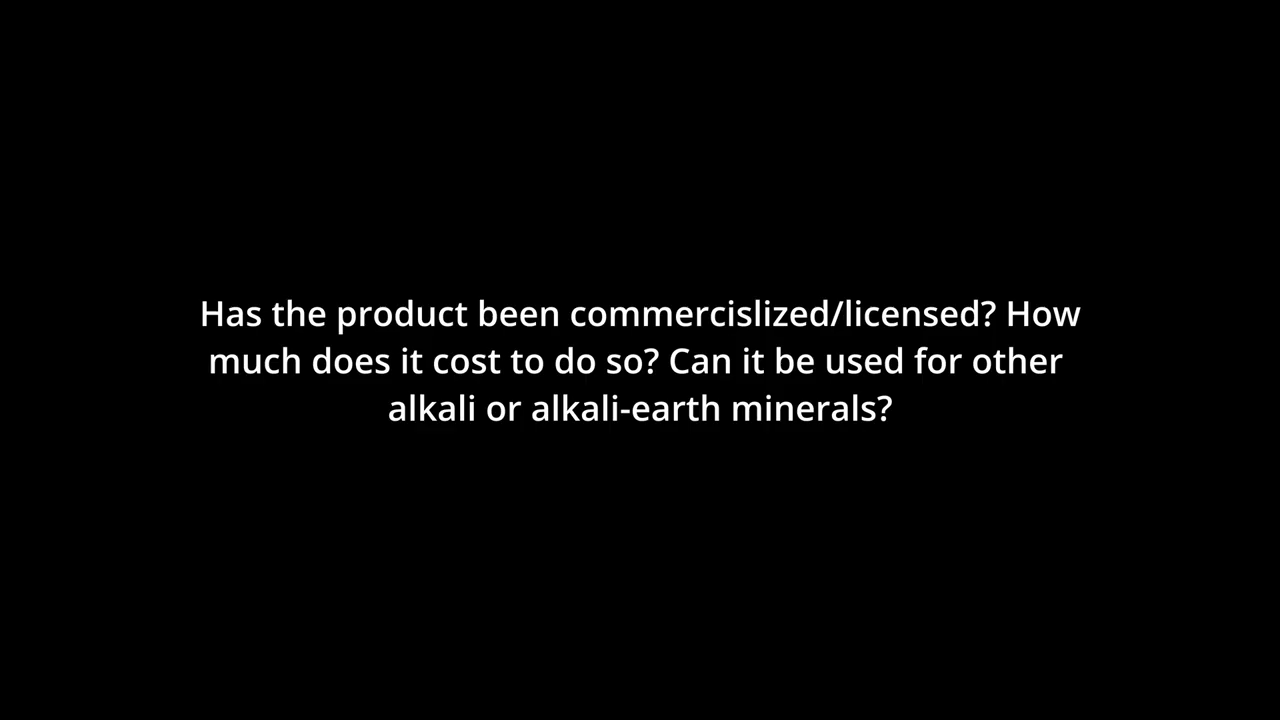 Has the product been commercislized/licensed? How
much does it cost to do so? Can it be used for other
alkali or alkali-earth minerals?